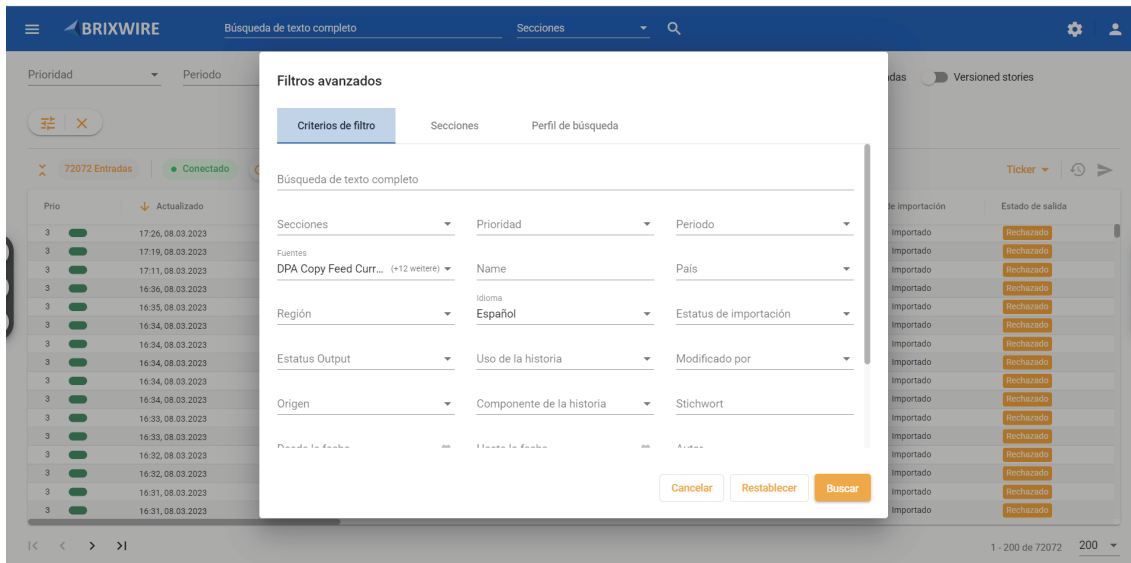 BRIXWIRE Búsqueda de texto completo Secciones
Prioridad Periodo das Versioned stories
Filtros avanzados
Criterios de filtro Secciones Perfil de búsqueda
72072 Entradas Conectado Ticker
Búsqueda de texto completo
Prio Actualizado de importación Estado de salida
Secciones Prioridad Periodo
Fuentes
DPA Copy Feed Curr... (+12 weitere) Name País
Idioma
Región Español Estatus de importación
Estatus Output Uso de la historia Modificado por
Origen Componente de la historia Stichwort
Desde la fecha Hasta la fecha Autor
Cancelar Restablecer Buscar
3 17:26, 08.03.2023 Importado Rechazado
3 17:19, 08.03.2023 Importado Rechazado
3 17:11, 08.03.2023 Importado Rechazado
3 16:36, 08.03.2023 Importado Rechazado
3 16:35, 08.03.2023 Importado Rechazado
3 16:34, 08.03.2023 Importado Rechazado
3 16:34, 08.03.2023 Importado Rechazado
3 16:34, 08.03.2023 Importado Rechazado
3 16:34, 08.03.2023 Importado Rechazado
3 16:34, 08.03.2023 Importado Rechazado
3 16:33, 08.03.2023 Importado Rechazado
3 16:33, 08.03.2023 Importado Rechazado
3 16:32, 08.03.2023 Importado Rechazado
3 16:32, 08.03.2023 Importado Rechazado
3 16:31, 08.03.2023 Importado Rechazado
3 16:31, 08.03.2023 Importado Rechazado
1 - 200 de 72072 200